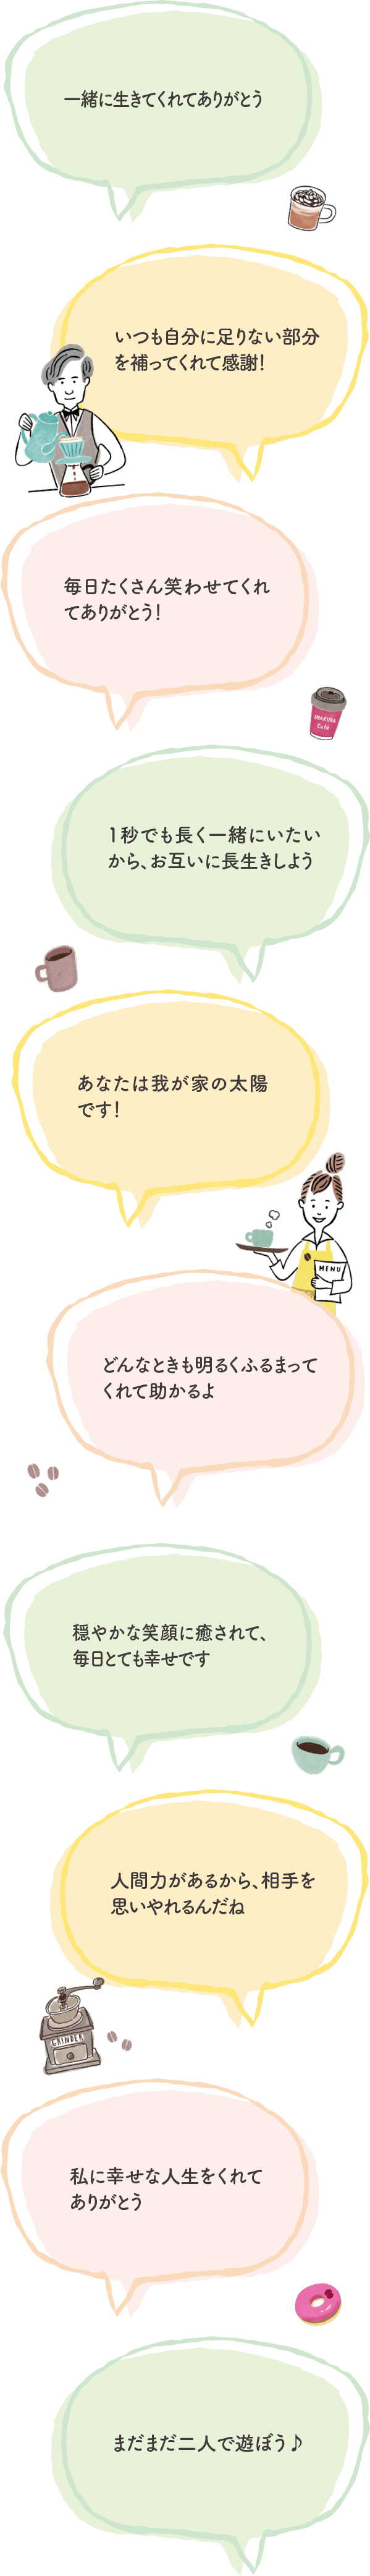 一緒に生きてくれてありがとう
いつも自分に足りない部分
を補ってくれて感謝!
毎日たくさん笑わせてくれ
てありがとう!
IMAKURA
Café
1秒でも長く一緒にいたい
から、お互いに長生きしよう
あなたは我が家の太陽
です!
MENU
どんなときも明るくふるまって
くれて助かるよ
穏やかな笑顔に癒されて、
毎日とても幸せです
人間力があるから、相手を
思いやれるんだね
GRINDER
私に幸せな人生をくれて
ありがとう
まだまだ二人で遊ぼう♪